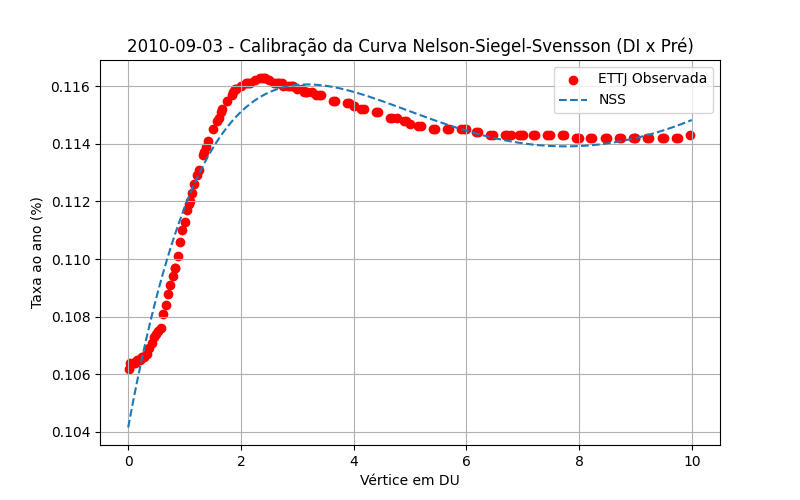 2010-09-03 - Calibração da Curva Nelson-Siegel-Svensson (DI x Pré)
ETTJ Observada
NSS
Taxa ao ano (%)
0.116
0.114
0.112
0.110
0.108
0.106
0.104
0 2 4 6 8 10
Vértice em DU